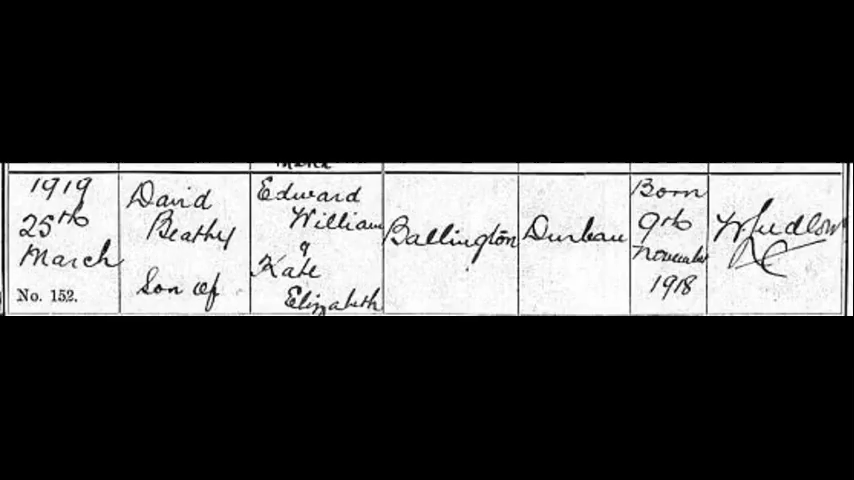 1919
25th
March
No. 152.
David
Beatty
Son of
Edward
William
&
Kate
Elizabeth
Ballington
Durban
Born
9th
November
1918
W Ludlow